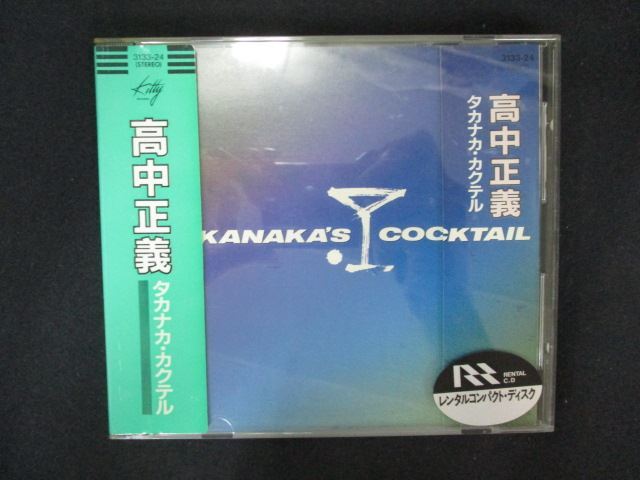 3133-24
(STEREO)
Kitty
高中正義
タカナカ・カクテル
3133-24
高中正義
タカナカ・カクテル
KANAKA'S COCKTAIL
RENTAL
C.D
レンタルコンパクト・ディスク